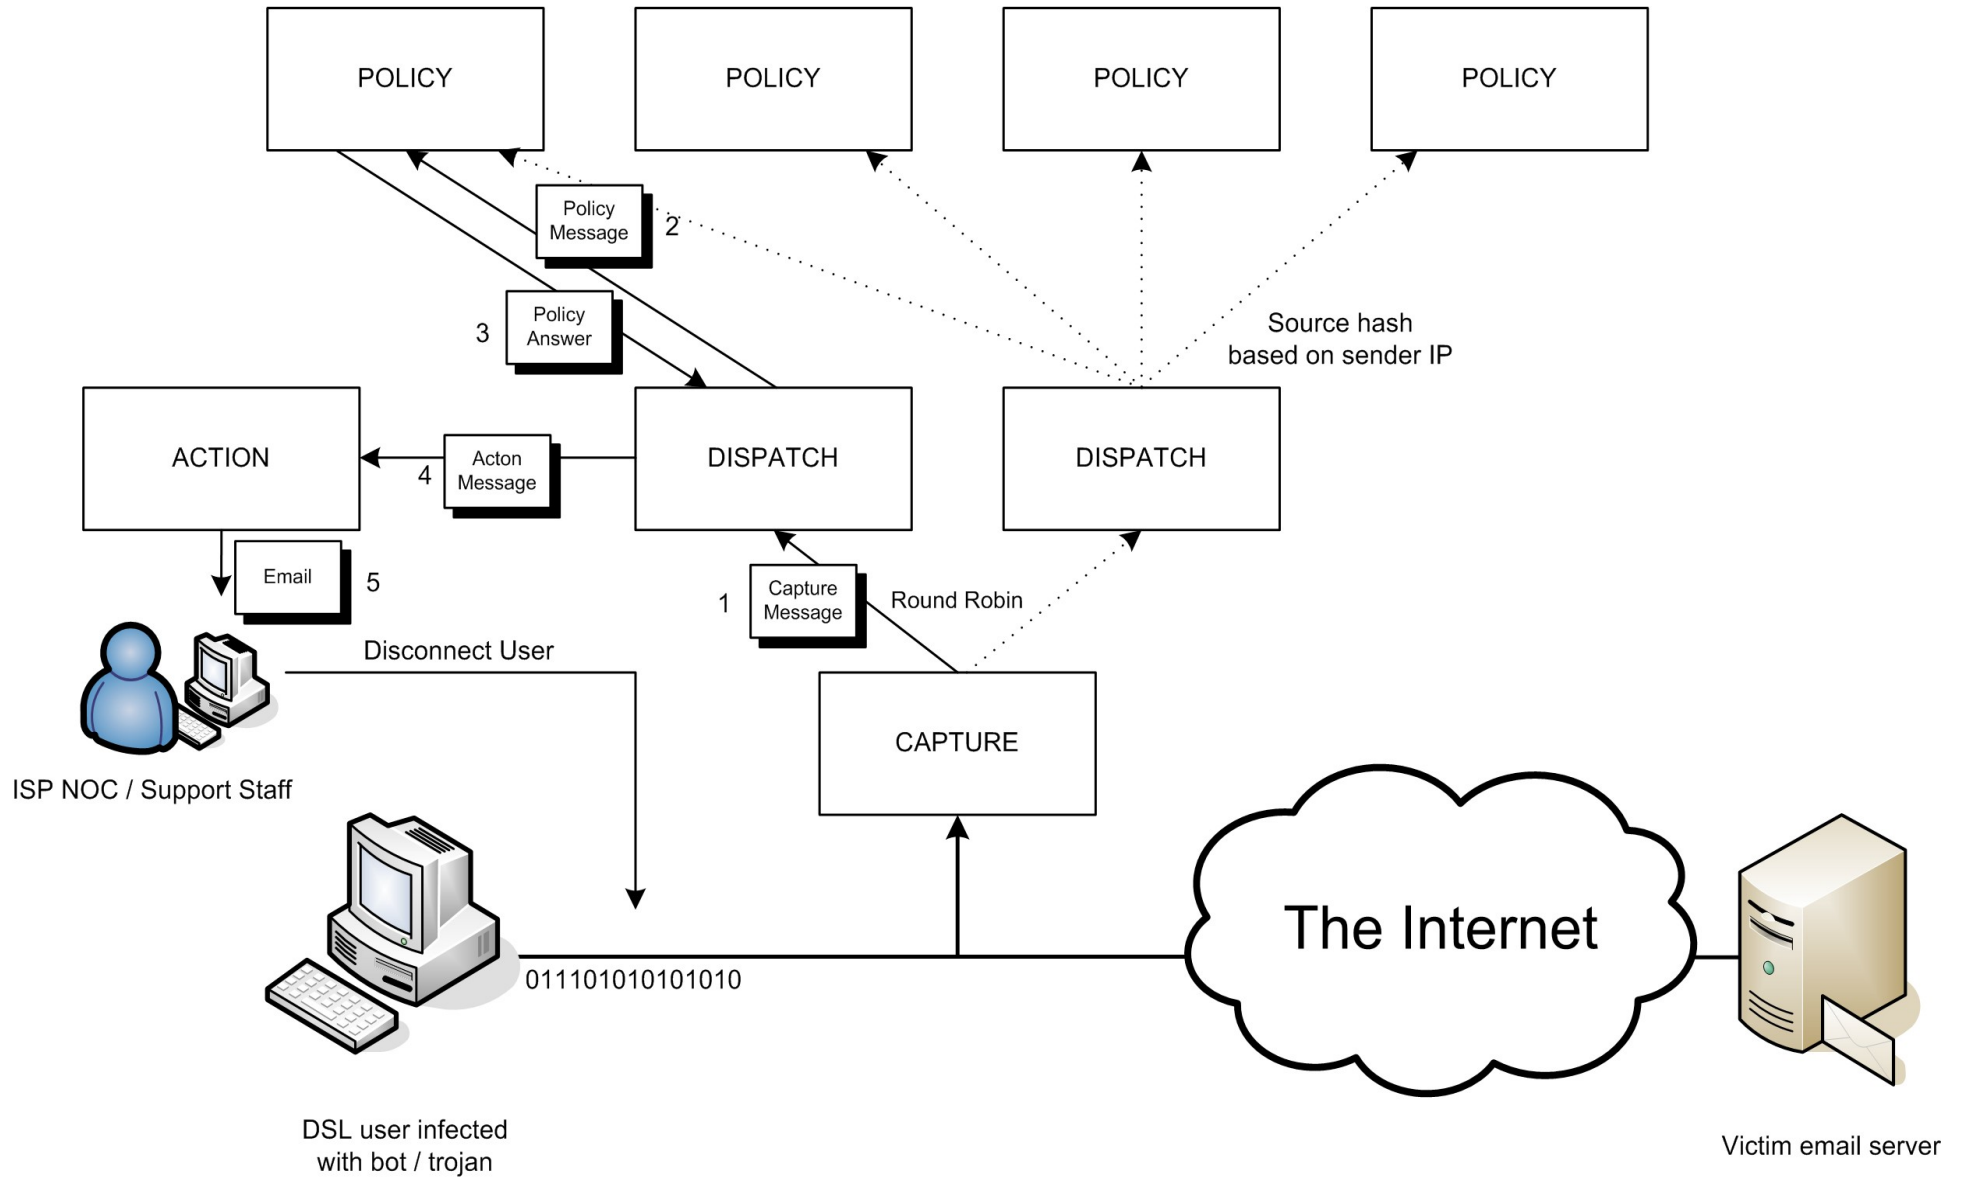 POLICY
POLICY
POLICY
POLICY
Policy
Message
2
Policy
Answer
3
Source hash
based on sender IP
ACTION
4
Acton
Message
DISPATCH
DISPATCH
Email
5
1
Capture
Message
Round Robin
Disconnect User
CAPTURE
ISP NOC / Support Staff
The Internet
011101010101010
DSL user infected
with bot / trojan
Victim email server